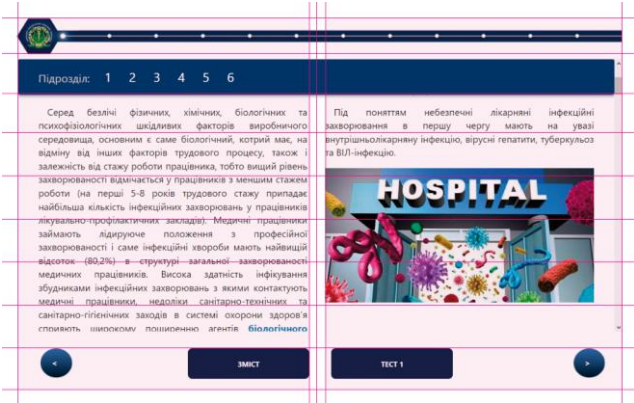 Підрозділ: 1 2 3 4 5 6
Серед безлічі фізичних, хімічних, біологічних та
психофізіологічних шкідливих факторів виробничого
середовища, основним є саме біологічний, котрий має, на
відміну від інших факторів трудового процесу, також і
залежність від стажу роботи працівника, тобто вищий рівень
захворюваності відмічається у працівників з меншим стажем
роботи (на перші 5-8 років трудового стажу припадає
найбільша кількість інфекційних захворювань у працівників
лікувально-профілактичних закладів). Медичні працівники
займають лідируюче положення з професійної
захворюваності і саме інфекційні хвороби мають найвищій
відсоток (80,2%) в структурі загальної захворюваності
медичних працівників. Висока здатність інфікування
збудниками інфекційних захворювань з якими контактують
медичні працівники, недоліки санітарно-технічних та
санітарно-гігієнічних заходів в системі охорони здоров'я
сприяють широкому поширенню агентів біологічного
Під поняттям небезпечні лікарняні інфекційні
захворювання в першу чергу мають на увазі
внутрішньолікарняну інфекцію, вірусні гепатити, туберкульоз
та ВІЛ-інфекцію.
HOSPITAL
<
ЗМІСТ
ТЕСТ 1
>